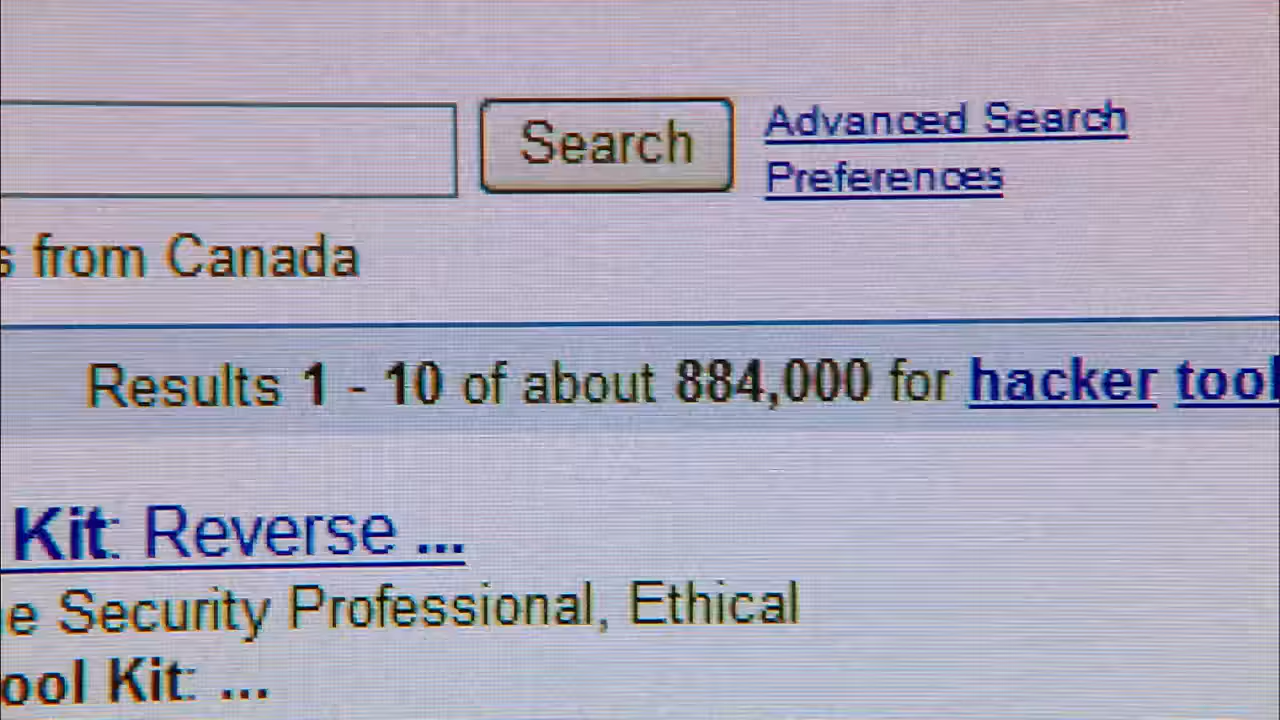 Search Advanced Search
Preferences
s from Canada
Results 1 - 10 of about 884,000 for hacker tool
Kit: Reverse ...
e Security Professional, Ethical
ool Kit: ...